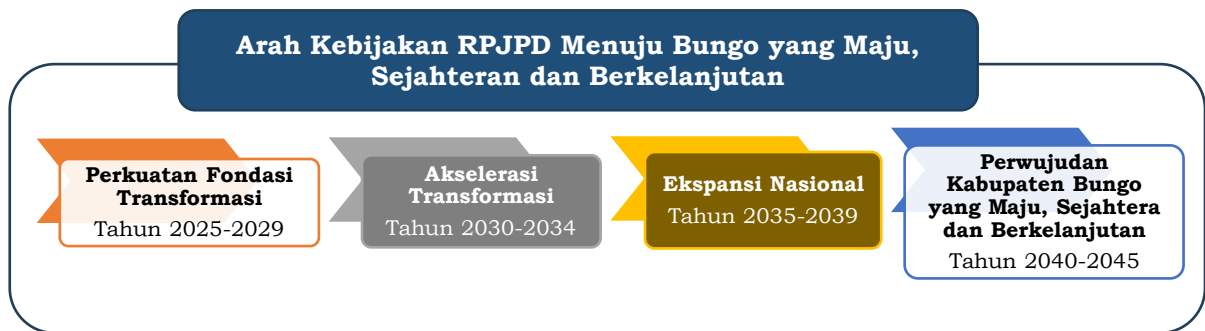 Arah Kebijakan RPJPD Menuju Bungo yang Maju,
Sejahteran dan Berkelanjutan
Perkuatan Fondasi
Transformasi
Tahun 2025-2029
Akselerasi
Transformasi
Tahun 2030-2034
Ekspansi Nasional
Tahun 2035-2039
Perwujudan
Kabupaten Bungo
yang Maju, Sejahtera
dan Berkelanjutan
Tahun 2040-2045